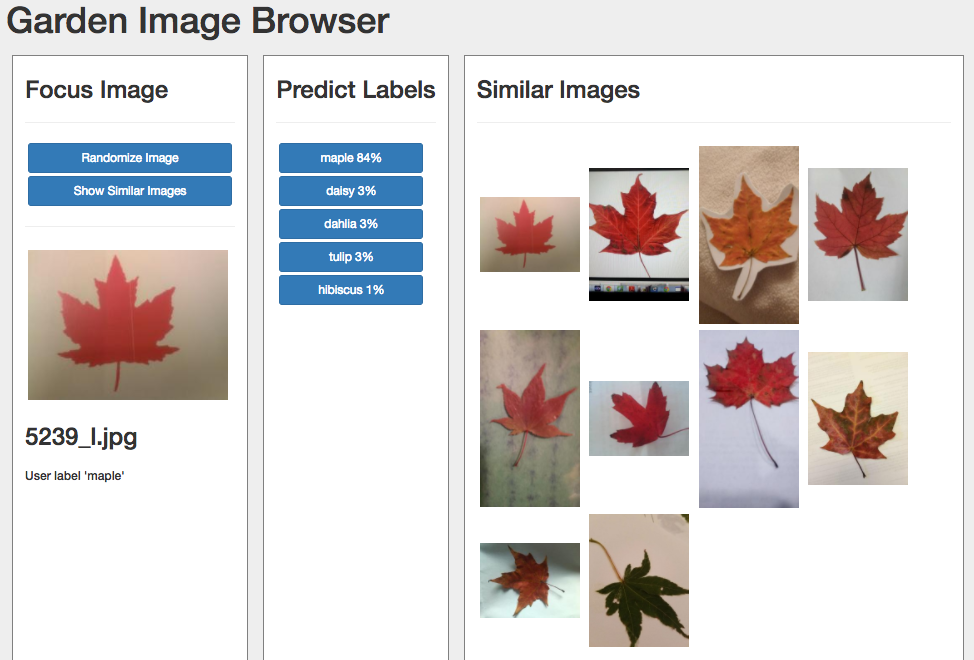 Garden Image Browser
Focus Image
Randomize Image
Show Similar Images
5239_l.jpg
User label 'maple'
Predict Labels
maple 84%
daisy 3%
dahlia 3%
tulip 3%
hibiscus 1%
Similar Images